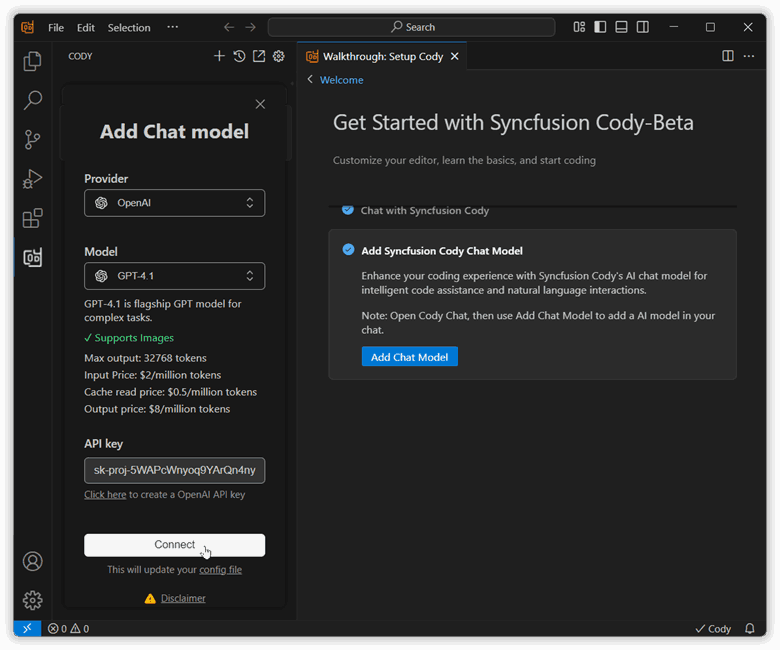 File Edit Selection ··· Search
CODY
Walkthrough: Setup Cody
Welcome
Add Chat model
Provider
OpenAI
Model
GPT-4.1
GPT-4.1 is flagship GPT model for
complex tasks.
✓ Supports Images
Max output: 32768 tokens
Input Price: $2/million tokens
Cache read price: $0.5/million tokens
Output price: $8/million tokens
API key
sk-proj-5WAPcWnyoq9YArQn4ny
Click here to create a OpenAI API key
Connect
This will update your config file
Disclaimer
Get Started with Syncfusion Cody-Beta
Customize your editor, learn the basics, and start coding
Chat with Syncfusion Cody
Add Syncfusion Cody Chat Model
Enhance your coding experience with Syncfusion Cody's AI chat model for
intelligent code assistance and natural language interactions.
Note: Open Cody Chat, then use Add Chat Model to add a AI model in your
chat.
Add Chat Model
0 0 ✓ Cody